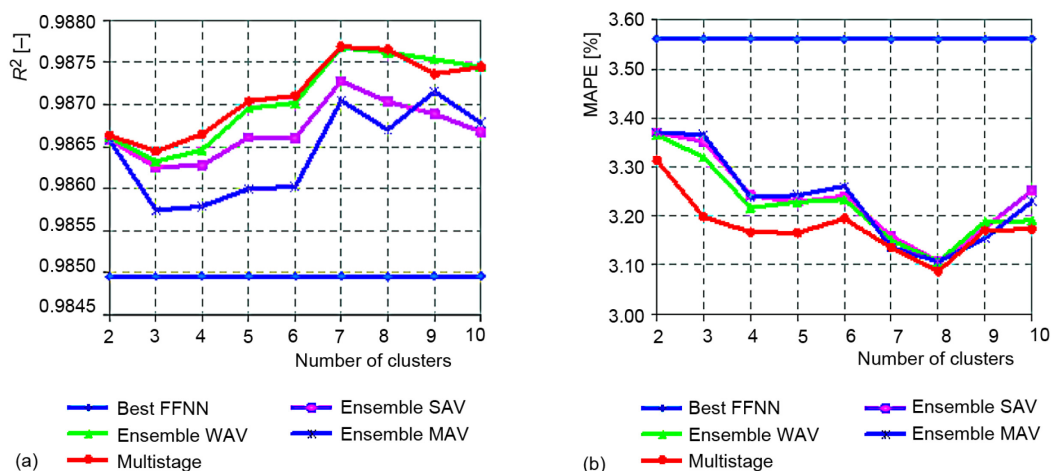 R² [–]
0.9880
0.9875
0.9870
0.9865
0.9860
0.9855
0.9850
0.9845
2 3 4 5 6 7 8 9 10
Number of clusters
Best FFNN
Ensemble SAV
Ensemble WAV
Ensemble MAV
Multistage
(a)
MAPE [%]
3.60
3.50
3.40
3.30
3.20
3.10
3.00
2 3 4 5 6 7 8 9 10
Number of clusters
Best FFNN
Ensemble SAV
Ensemble WAV
Ensemble MAV
Multistage
(b)